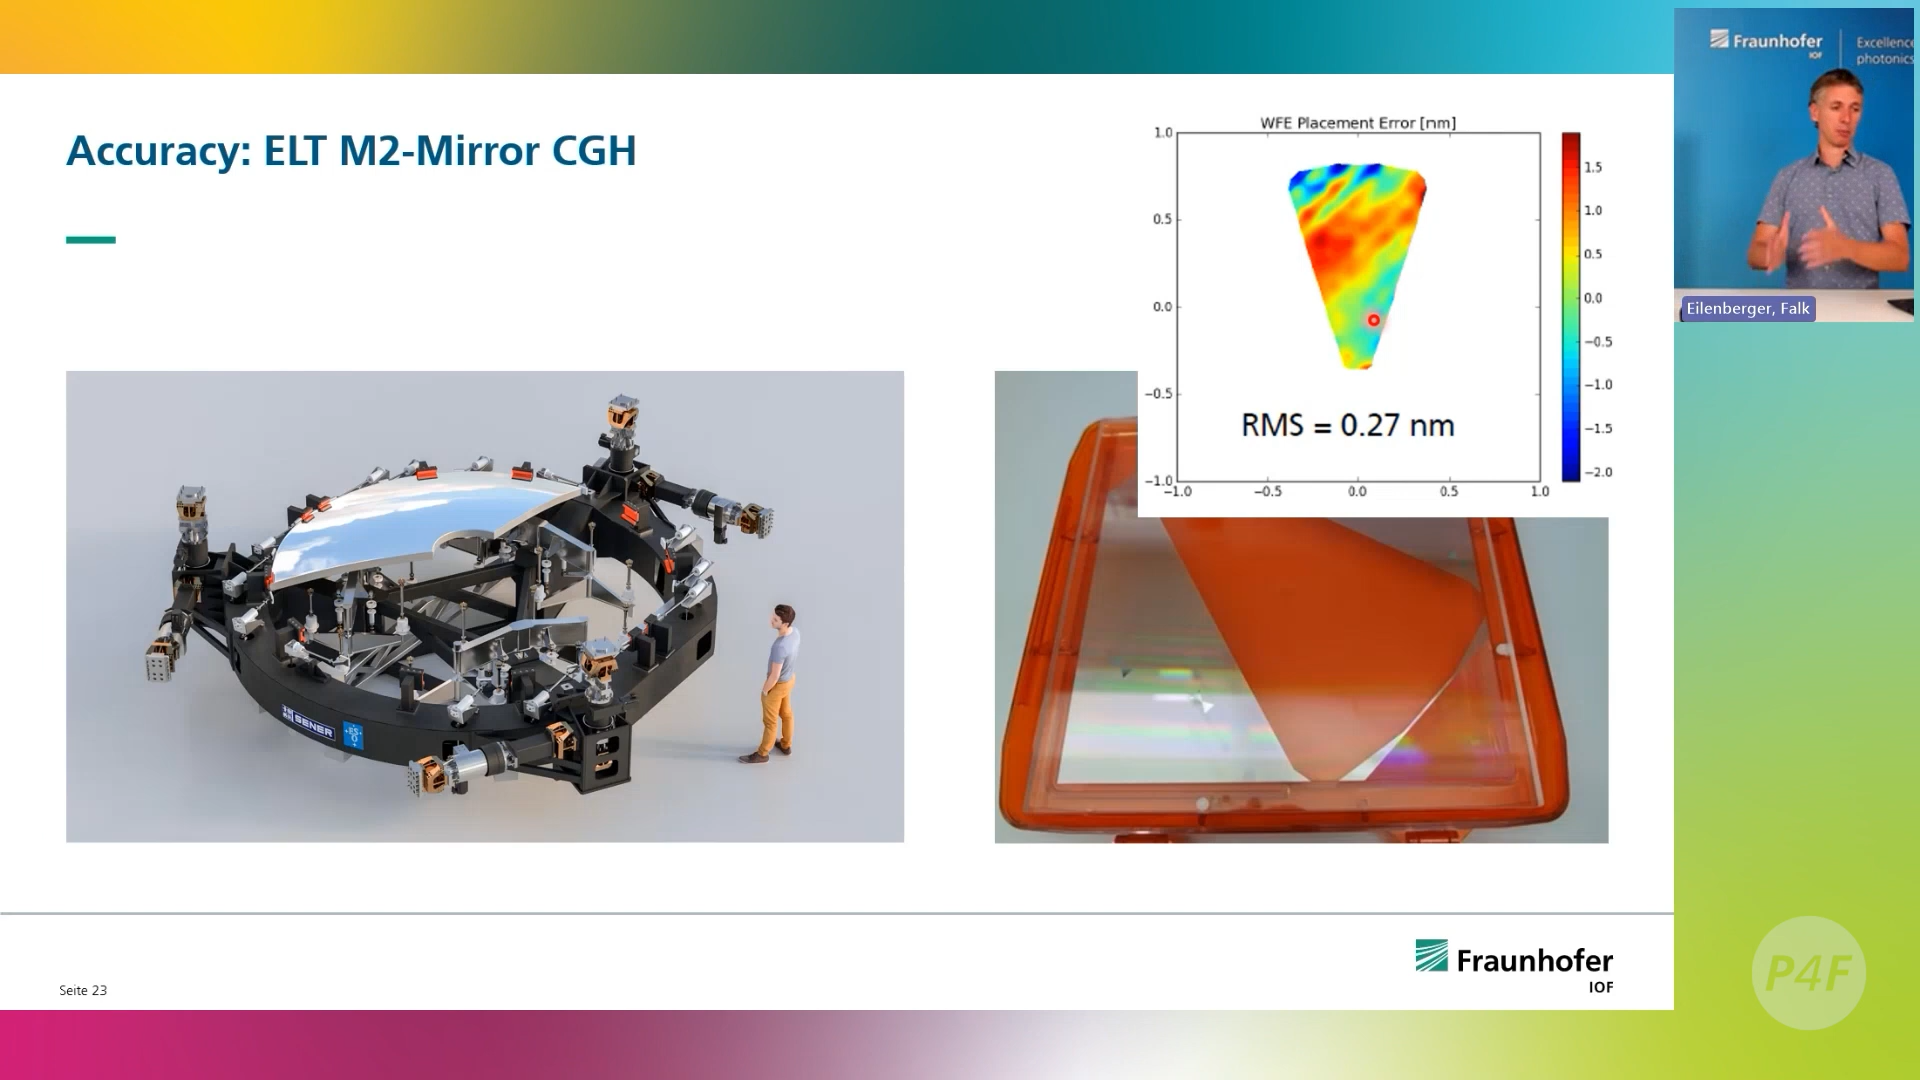 Accuracy: ELT M2-Mirror CGH
WFE Placement Error [nm]
1.0
0.5
0.0
−0.5
−1.0
−1.0
−0.5
0.0
0.5
1.0
1.5
1.0
0.5
0.0
−0.5
−1.0
−1.5
−2.0
RMS = 0.27 nm
SENER
ESO
Seite 23
Fraunhofer
IOF
Fraunhofer
IOF
Excellence
photonics
Eilenberger, Falk
P4F